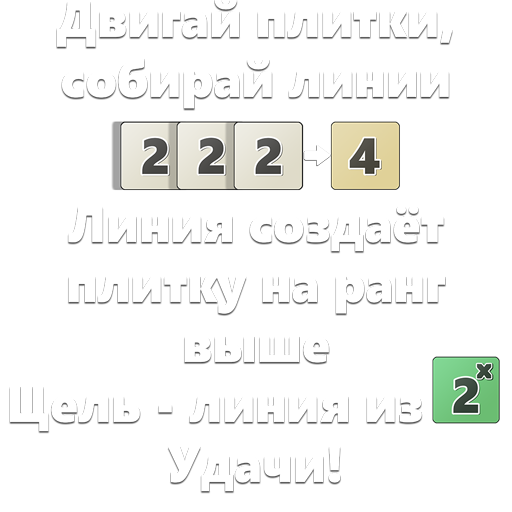 Двигай плитки,
собирай линии
2 2 2 → 4
Линия создаёт
плитку на ранг
выше
Щель - линия из 2ˣ
Удачи!